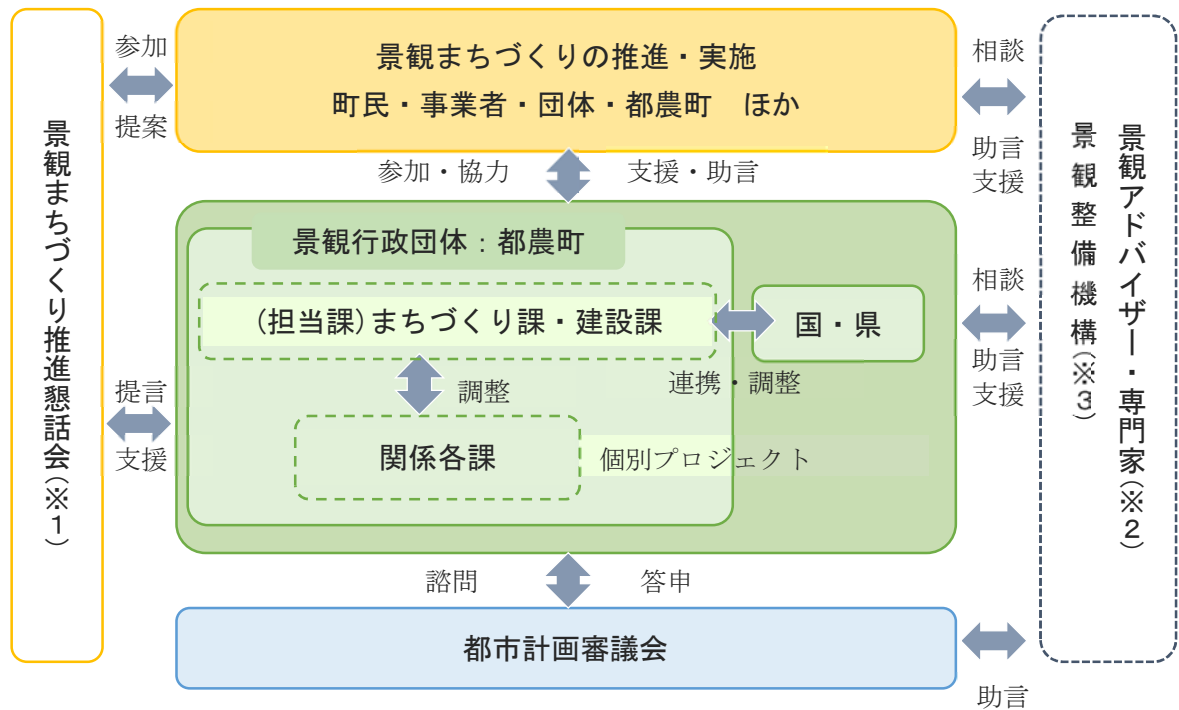 景観まちづくり推進懇話会(※1)
参加
提案
景観まちづくりの推進・実施
町民・事業者・団体・都農町　ほか
相談
助言
支援
参加・協力
支援・助言
景観行政団体：都農町
(担当課)まちづくり課・建設課
国・県
連携・調整
調整
関係各課
個別プロジェクト
提言
支援
相談
助言
支援
諮問
答申
都市計画審議会
助言
景観アドバイザー・専門家(※2)
景観整備機構(※3)